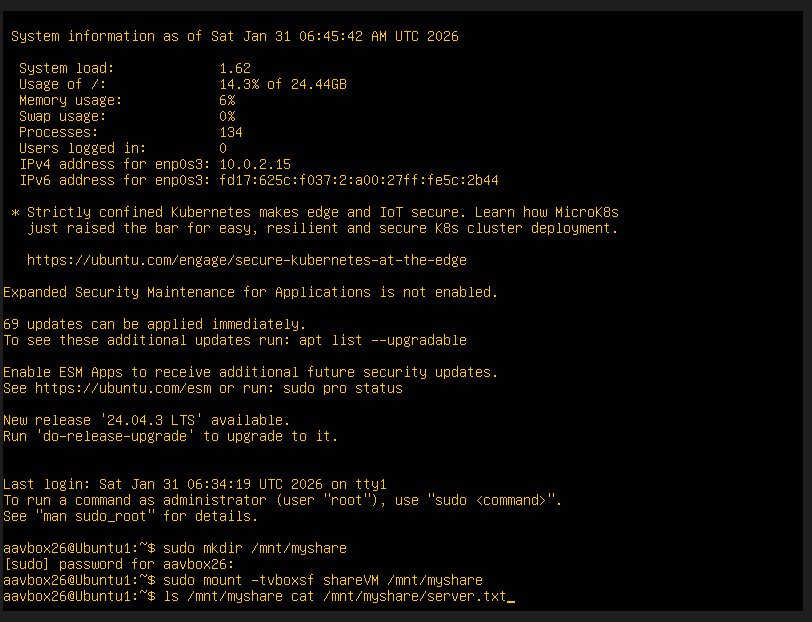 System information as of Sat Jan 31 06:45:42 AM UTC 2026
System load: 1.62
Usage of /: 14.3% of 24.44GB
Memory usage: 6%
Swap usage: 0%
Processes: 134
Users logged in: 0
IPv4 address for enp0s3: 10.0.2.15
IPv6 address for enp0s3: fd17:625c:f037:2:a00:27ff:fe5c:2b44
* Strictly confined Kubernetes makes edge and IoT secure. Learn how MicroK8s
just raised the bar for easy, resilient and secure K8s cluster deployment.
https://ubuntu.com/engage/secure-kubernetes-at-the-edge
Expanded Security Maintenance for Applications is not enabled.
69 updates can be applied immediately.
To see these additional updates run: apt list --upgradable
Enable ESM Apps to receive additional future security updates.
See https://ubuntu.com/esm or run: sudo pro status
New release '24.04.3 LTS' available.
Run 'do-release-upgrade' to upgrade to it.
Last login: Sat Jan 31 06:34:19 UTC 2026 on tty1
To run a command as administrator (user "root"), use "sudo <command>".
See "man sudo_root" for details.
aavbox26@Ubuntu1:~$ sudo mkdir /mnt/myshare
[sudo] password for aavbox26:
aavbox26@Ubuntu1:~$ sudo mount -tvboxsf shareVM /mnt/myshare
aavbox26@Ubuntu1:~$ ls /mnt/myshare cat /mnt/myshare/server.txt_